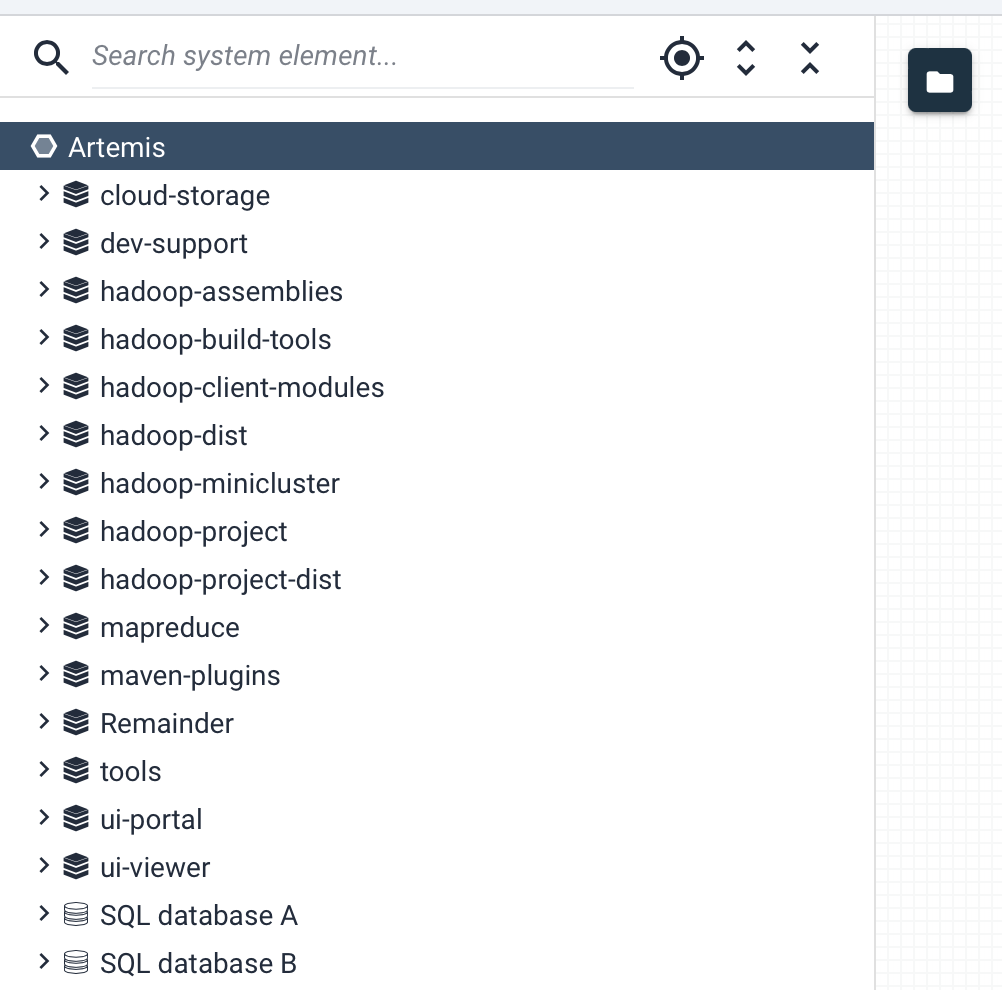 Search system element...
Artemis
cloud-storage
dev-support
hadoop-assemblies
hadoop-build-tools
hadoop-client-modules
hadoop-dist
hadoop-minicluster
hadoop-project
hadoop-project-dist
mapreduce
maven-plugins
Remainder
tools
ui-portal
ui-viewer
SQL database A
SQL database B